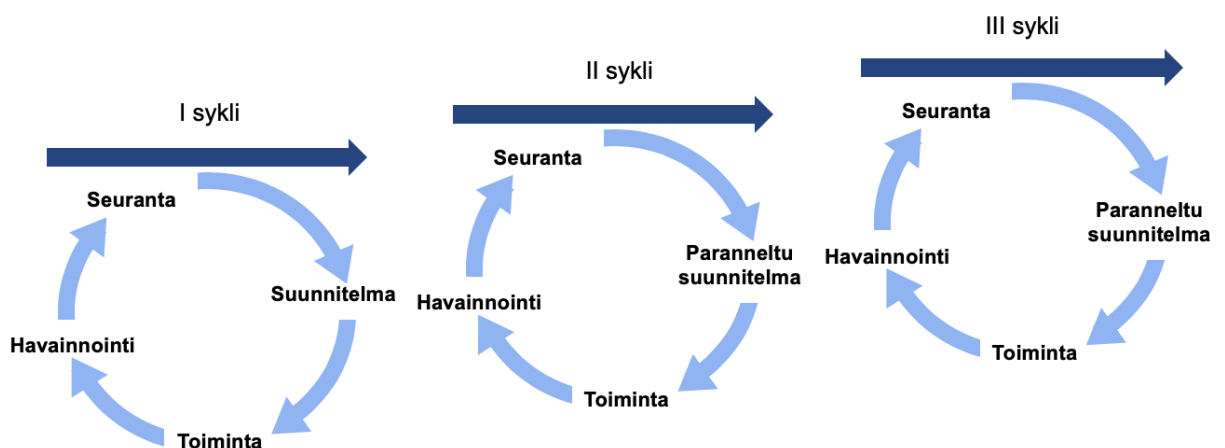 I sykli
Seuranta
Suunnitelma
Havainnointi
Toiminta
II sykli
Seuranta
Paranneltu
suunnitelma
Havainnointi
Toiminta
III sykli
Seuranta
Paranneltu
suunnitelma
Havainnointi
Toiminta